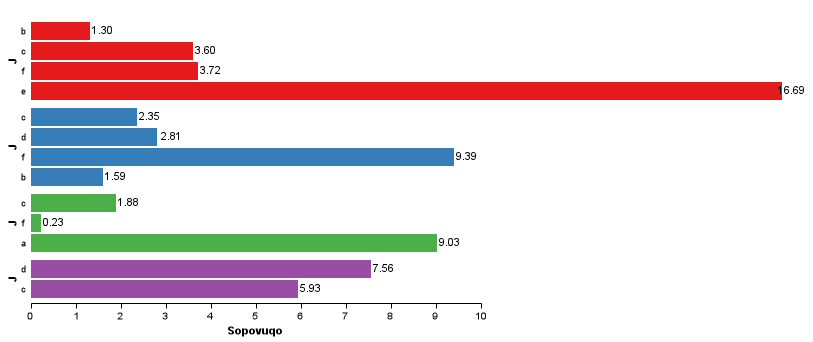 b 1.30
c 3.60
f 3.72
e 16.69
c 2.35
d 2.81
f 9.39
b 1.59
c 1.88
f 0.23
a 9.03
d 7.56
c 5.93
0 1 2 3 4 5 6 7 8 9 10
Sopovuqo